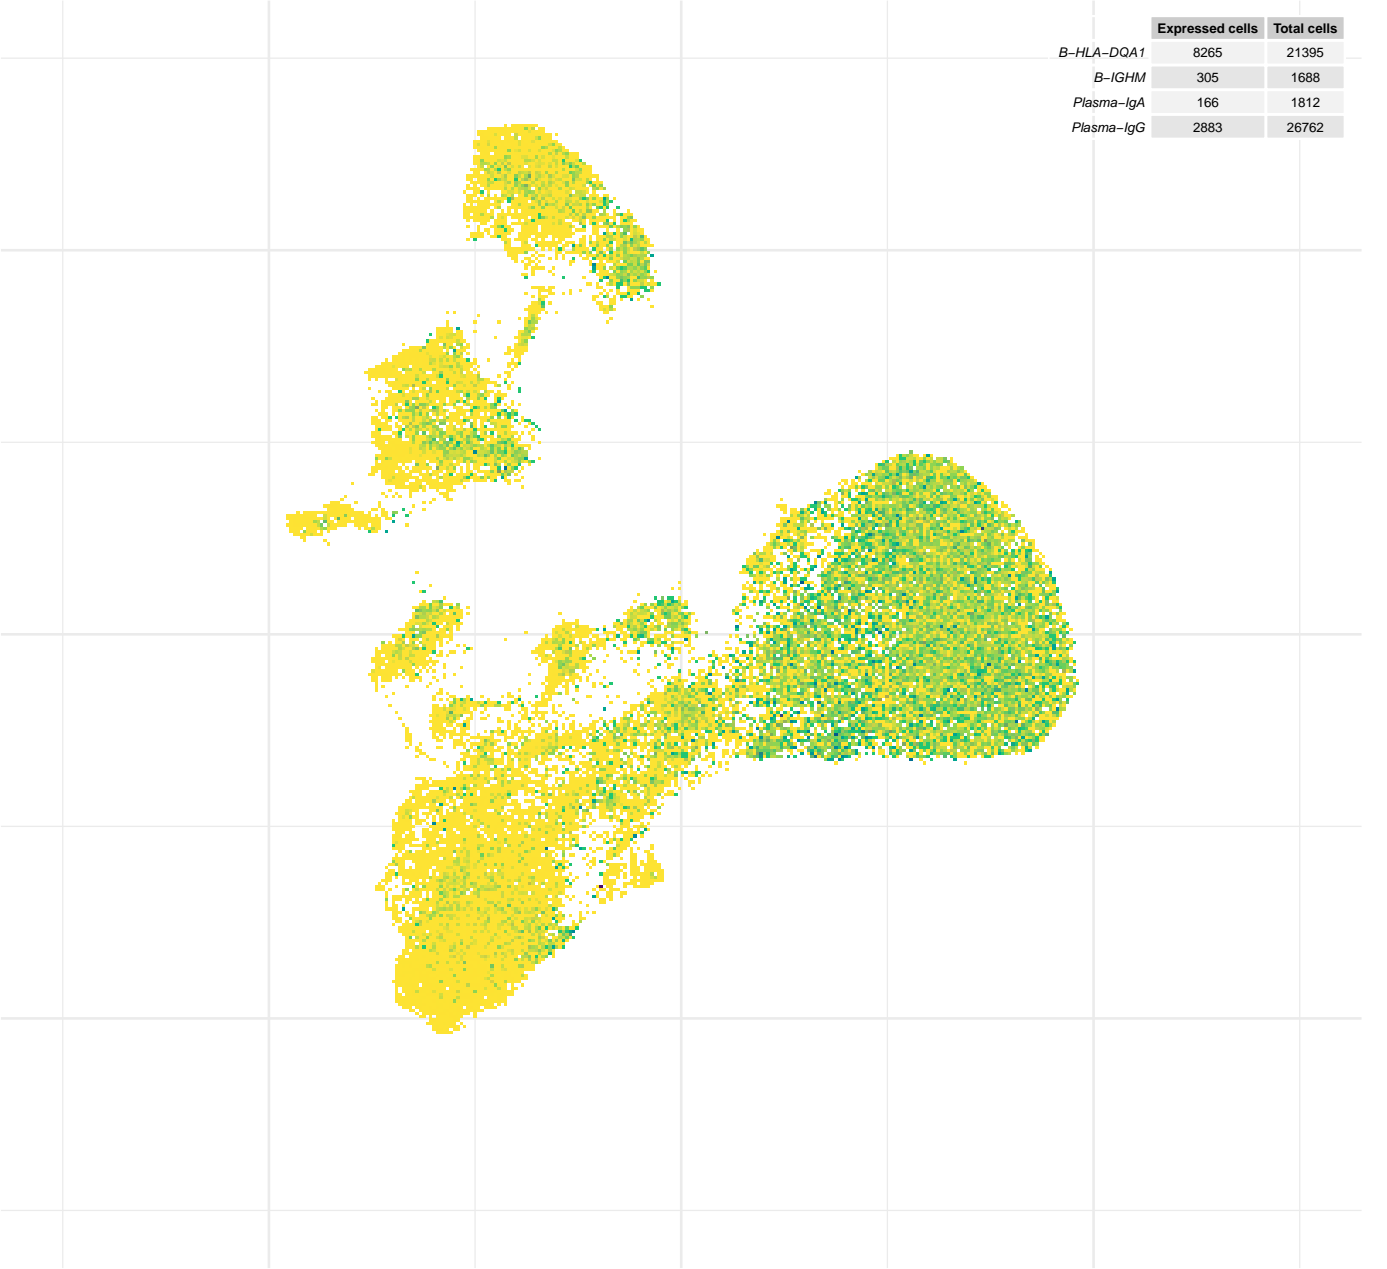 Expressed cells Total cells
B−HLA−DQA1 8265 21395
B−IGHM 305 1688
Plasma−IgA 166 1812
Plasma−IgG 2883 26762